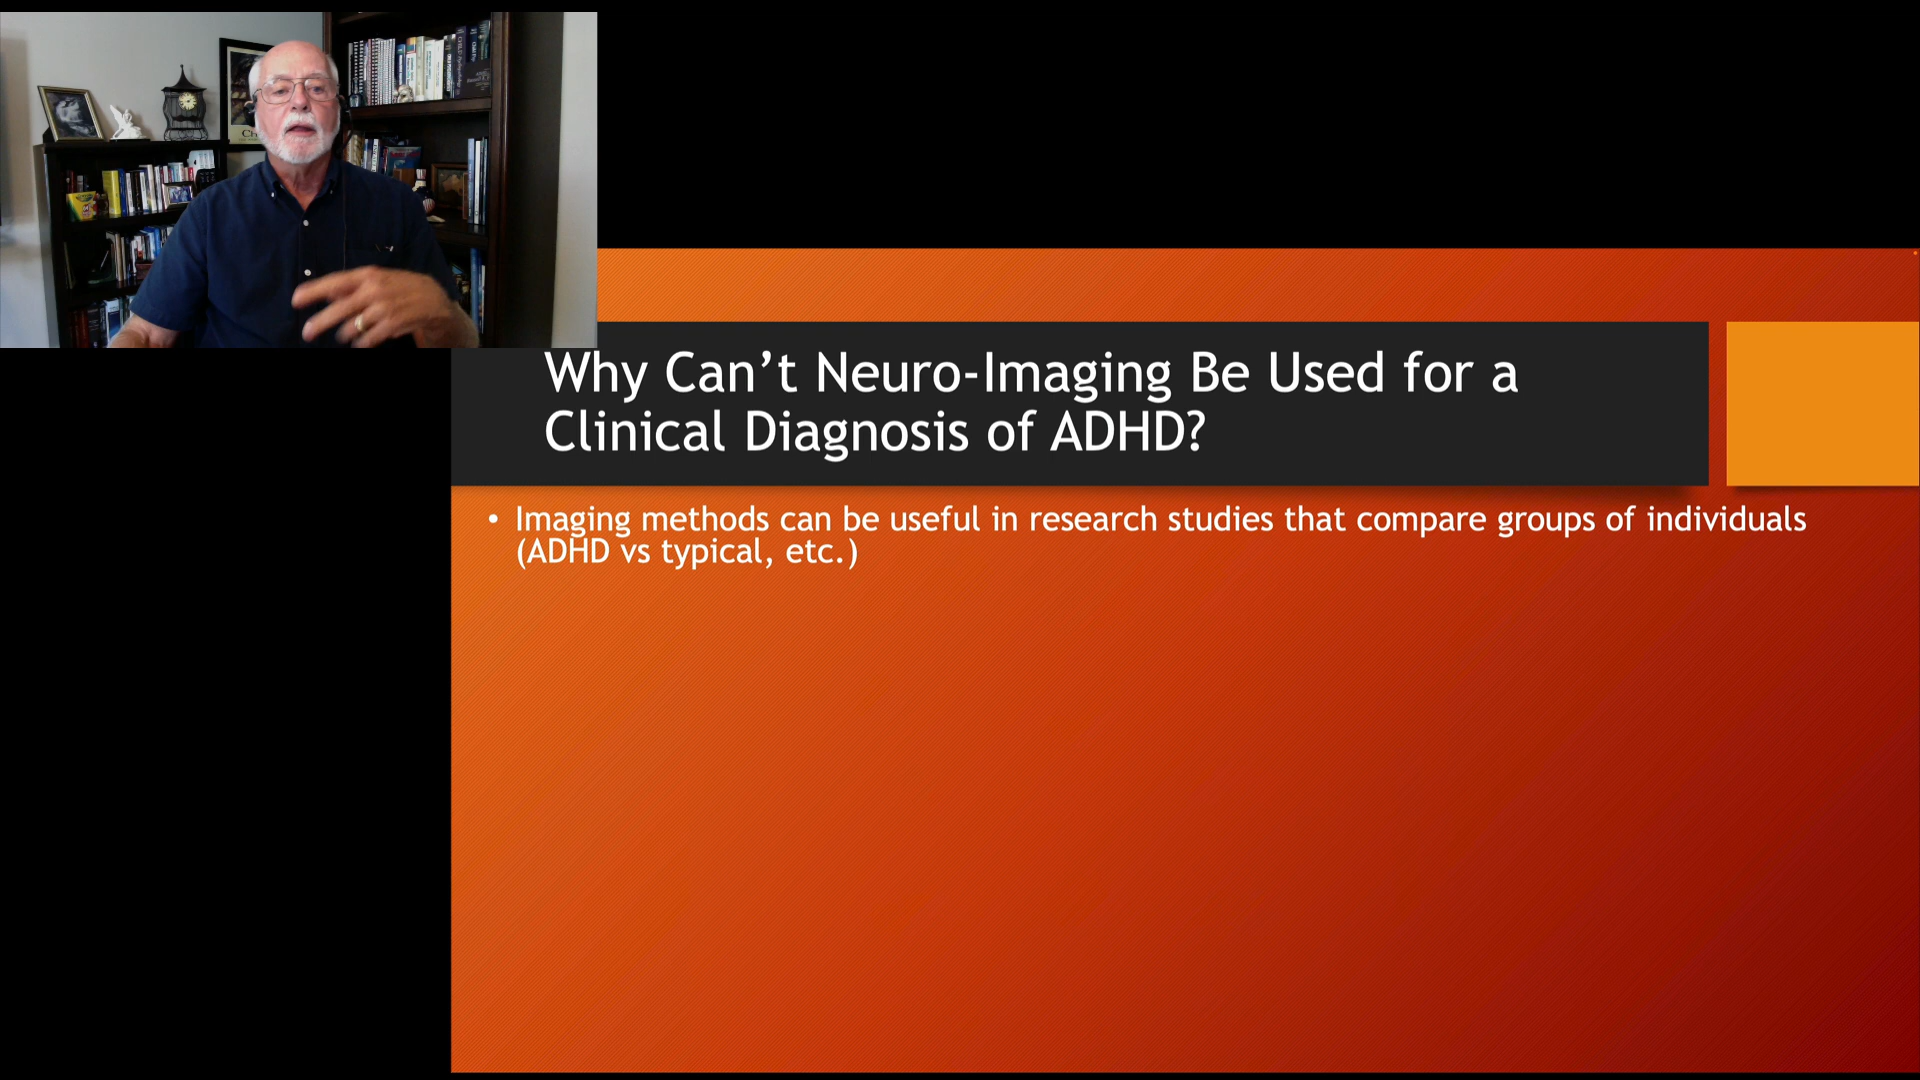 Why Can’t Neuro-Imaging Be Used for a
Clinical Diagnosis of ADHD?
• Imaging methods can be useful in research studies that compare groups of individuals
(ADHD vs typical, etc.)